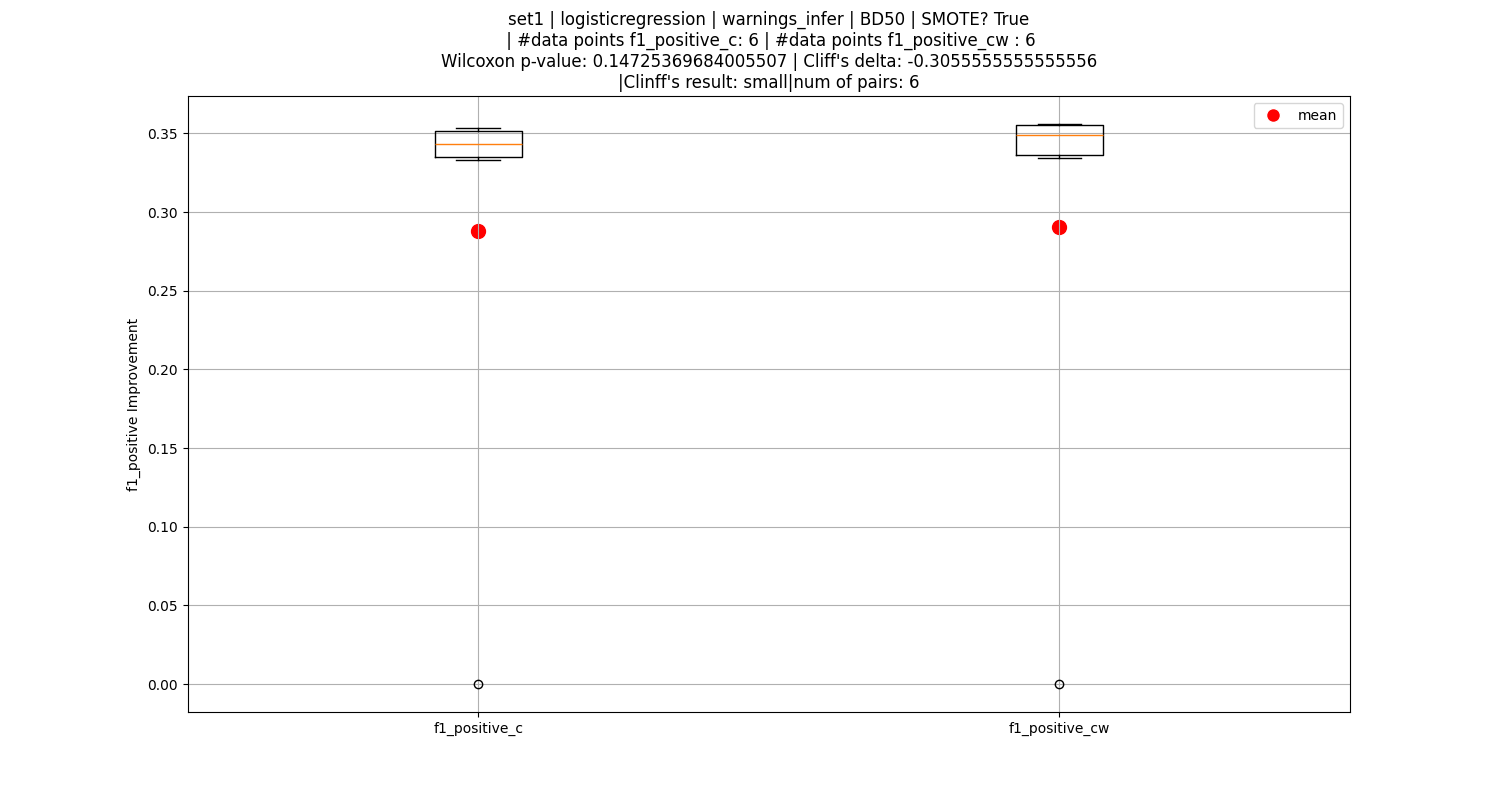 set1 | logisticregression | warnings_infer | BD50 | SMOTE? True
| #data points f1_positive_c: 6 | #data points f1_positive_cw : 6
Wilcoxon p-value: 0.14725369684005507 | Cliff's delta: -0.3055555555555556
|Clinff's result: small|num of pairs: 6
mean
0.35
0.30
0.25
0.20
0.15
0.10
0.05
0.00
f1_positive Improvement
f1_positive_c
f1_positive_cw